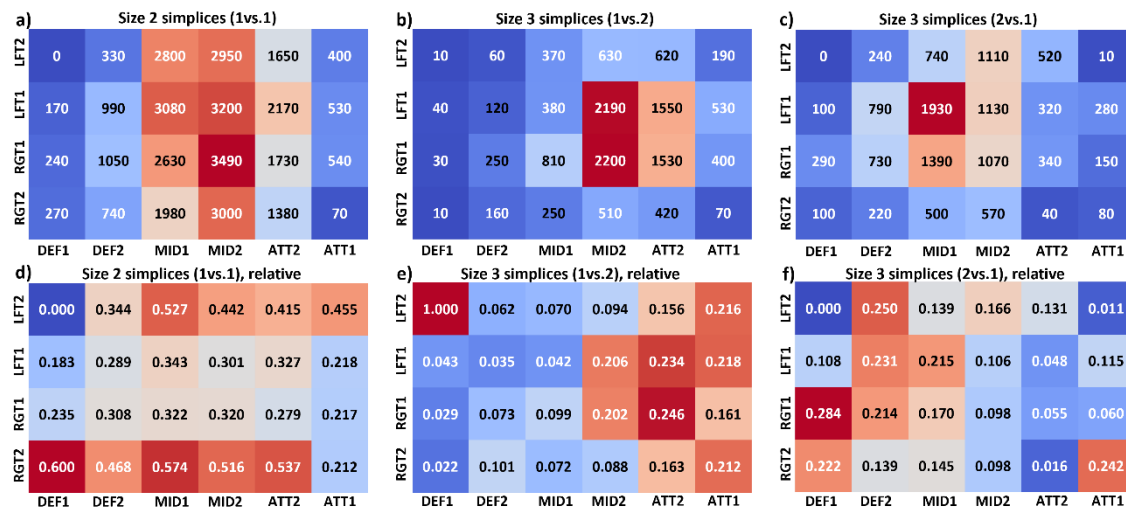 a) Size 2 simplices (1vs.1)
LFT2 0 330 2800 2950 1650 400
LFT1 170 990 3080 3200 2170 530
RGT1 240 1050 2630 3490 1730 540
RGT2 270 740 1980 3000 1380 70
DEF1 DEF2 MID1 MID2 ATT2 ATT1
b) Size 3 simplices (1vs.2)
LFT2 10 60 370 630 620 190
LFT1 40 120 380 2190 1550 530
RGT1 30 250 810 2200 1530 400
RGT2 10 160 250 510 420 70
DEF1 DEF2 MID1 MID2 ATT2 ATT1
c) Size 3 simplices (2vs.1)
LFT2 0 240 740 1110 520 10
LFT1 100 790 1930 1130 320 280
RGT1 290 730 1390 1070 340 150
RGT2 100 220 500 570 40 80
DEF1 DEF2 MID1 MID2 ATT2 ATT1
d) Size 2 simplices (1vs.1), relative
LFT2 0.000 0.344 0.527 0.442 0.415 0.455
LFT1 0.183 0.289 0.343 0.301 0.327 0.218
RGT1 0.235 0.308 0.322 0.320 0.279 0.217
RGT2 0.600 0.468 0.574 0.516 0.537 0.212
DEF1 DEF2 MID1 MID2 ATT2 ATT1
e) Size 3 simplices (1vs.2), relative
LFT2 1.000 0.062 0.070 0.094 0.156 0.216
LFT1 0.043 0.035 0.042 0.206 0.234 0.218
RGT1 0.029 0.073 0.099 0.202 0.246 0.161
RGT2 0.022 0.101 0.072 0.088 0.163 0.212
DEF1 DEF2 MID1 MID2 ATT2 ATT1
f) Size 3 simplices (2vs.1), relative
LFT2 0.000 0.250 0.139 0.166 0.131 0.011
LFT1 0.108 0.231 0.215 0.106 0.048 0.115
RGT1 0.284 0.214 0.170 0.098 0.055 0.060
RGT2 0.222 0.139 0.145 0.098 0.016 0.242
DEF1 DEF2 MID1 MID2 ATT2 ATT1